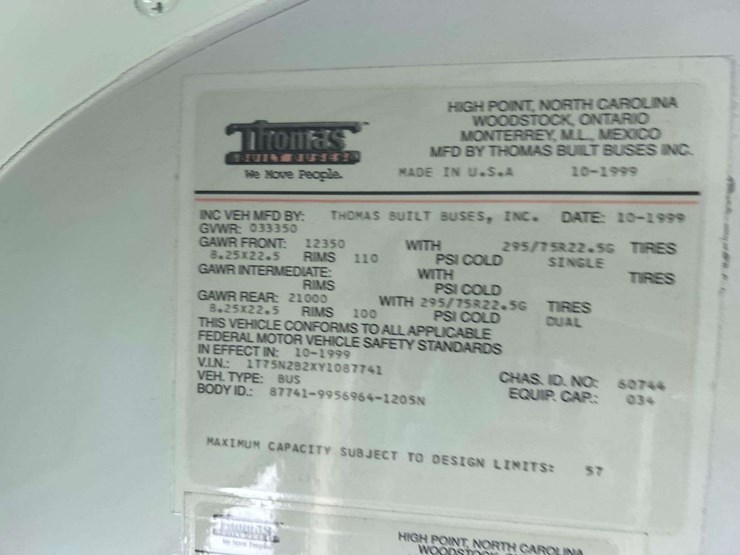 HIGH POINT, NORTH CAROLINA
WOODSTOCK, ONTARIO
MONTERREY, M.L., MEXICO
MFD BY THOMAS BUILT BUSES INC.
MADE IN U.S.A 10-1999
Thomas
BUILT BUSES
We Move People.
INC VEH MFD BY: THOMAS BUILT BUSES, INC. DATE: 10-1999
GVWR: 033350
GAWR FRONT: 12350 WITH 295/75R22.5G TIRES
8.25X22.5 RIMS 110 PSI COLD SINGLE
GAWR INTERMEDIATE: WITH TIRES
RIMS PSI COLD
GAWR REAR: 21000 WITH 295/75R22.5G TIRES
8.25X22.5 RIMS 100 PSI COLD DUAL
THIS VEHICLE CONFORMS TO ALL APPLICABLE
FEDERAL MOTOR VEHICLE SAFETY STANDARDS
IN EFFECT IN: 10-1999
V.I.N.: 1T75N2B2XY1087741 CHAS. ID. NO: 60744
VEH. TYPE: BUS EQUIP. CAP.: 034
BODY ID.: 87741-9956964-1205N
MAXIMUM CAPACITY SUBJECT TO DESIGN LIMITS: 57
Thomas
HIGH POINT, NORTH CAROLINA